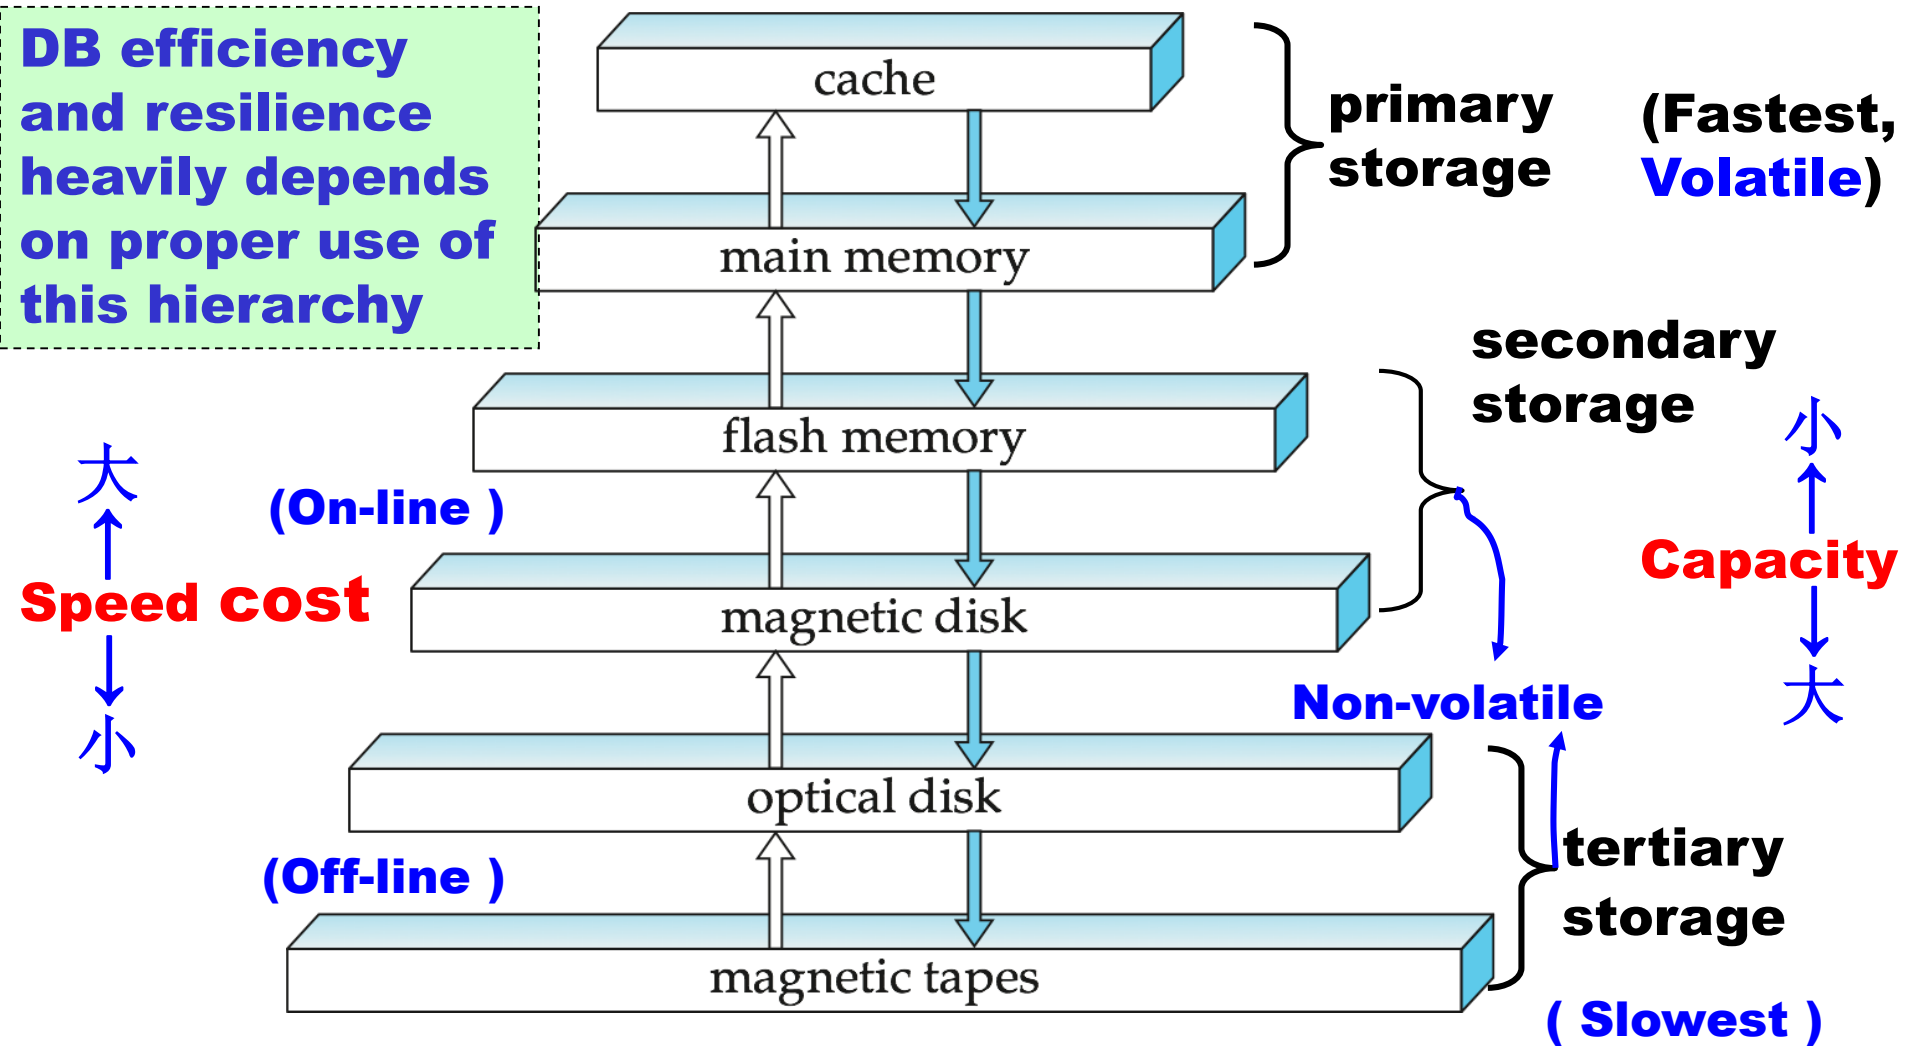 DB efficiency
and resilience
heavily depends
on proper use of
this hierarchy
cache
primary
storage
(Fastest,
Volatile)
main memory
secondary
storage
flash memory
(On-line )
大
Speed cost
小
小
Capacity
大
magnetic disk
Non-volatile
optical disk
(Off-line )
tertiary
storage
magnetic tapes
( Slowest )